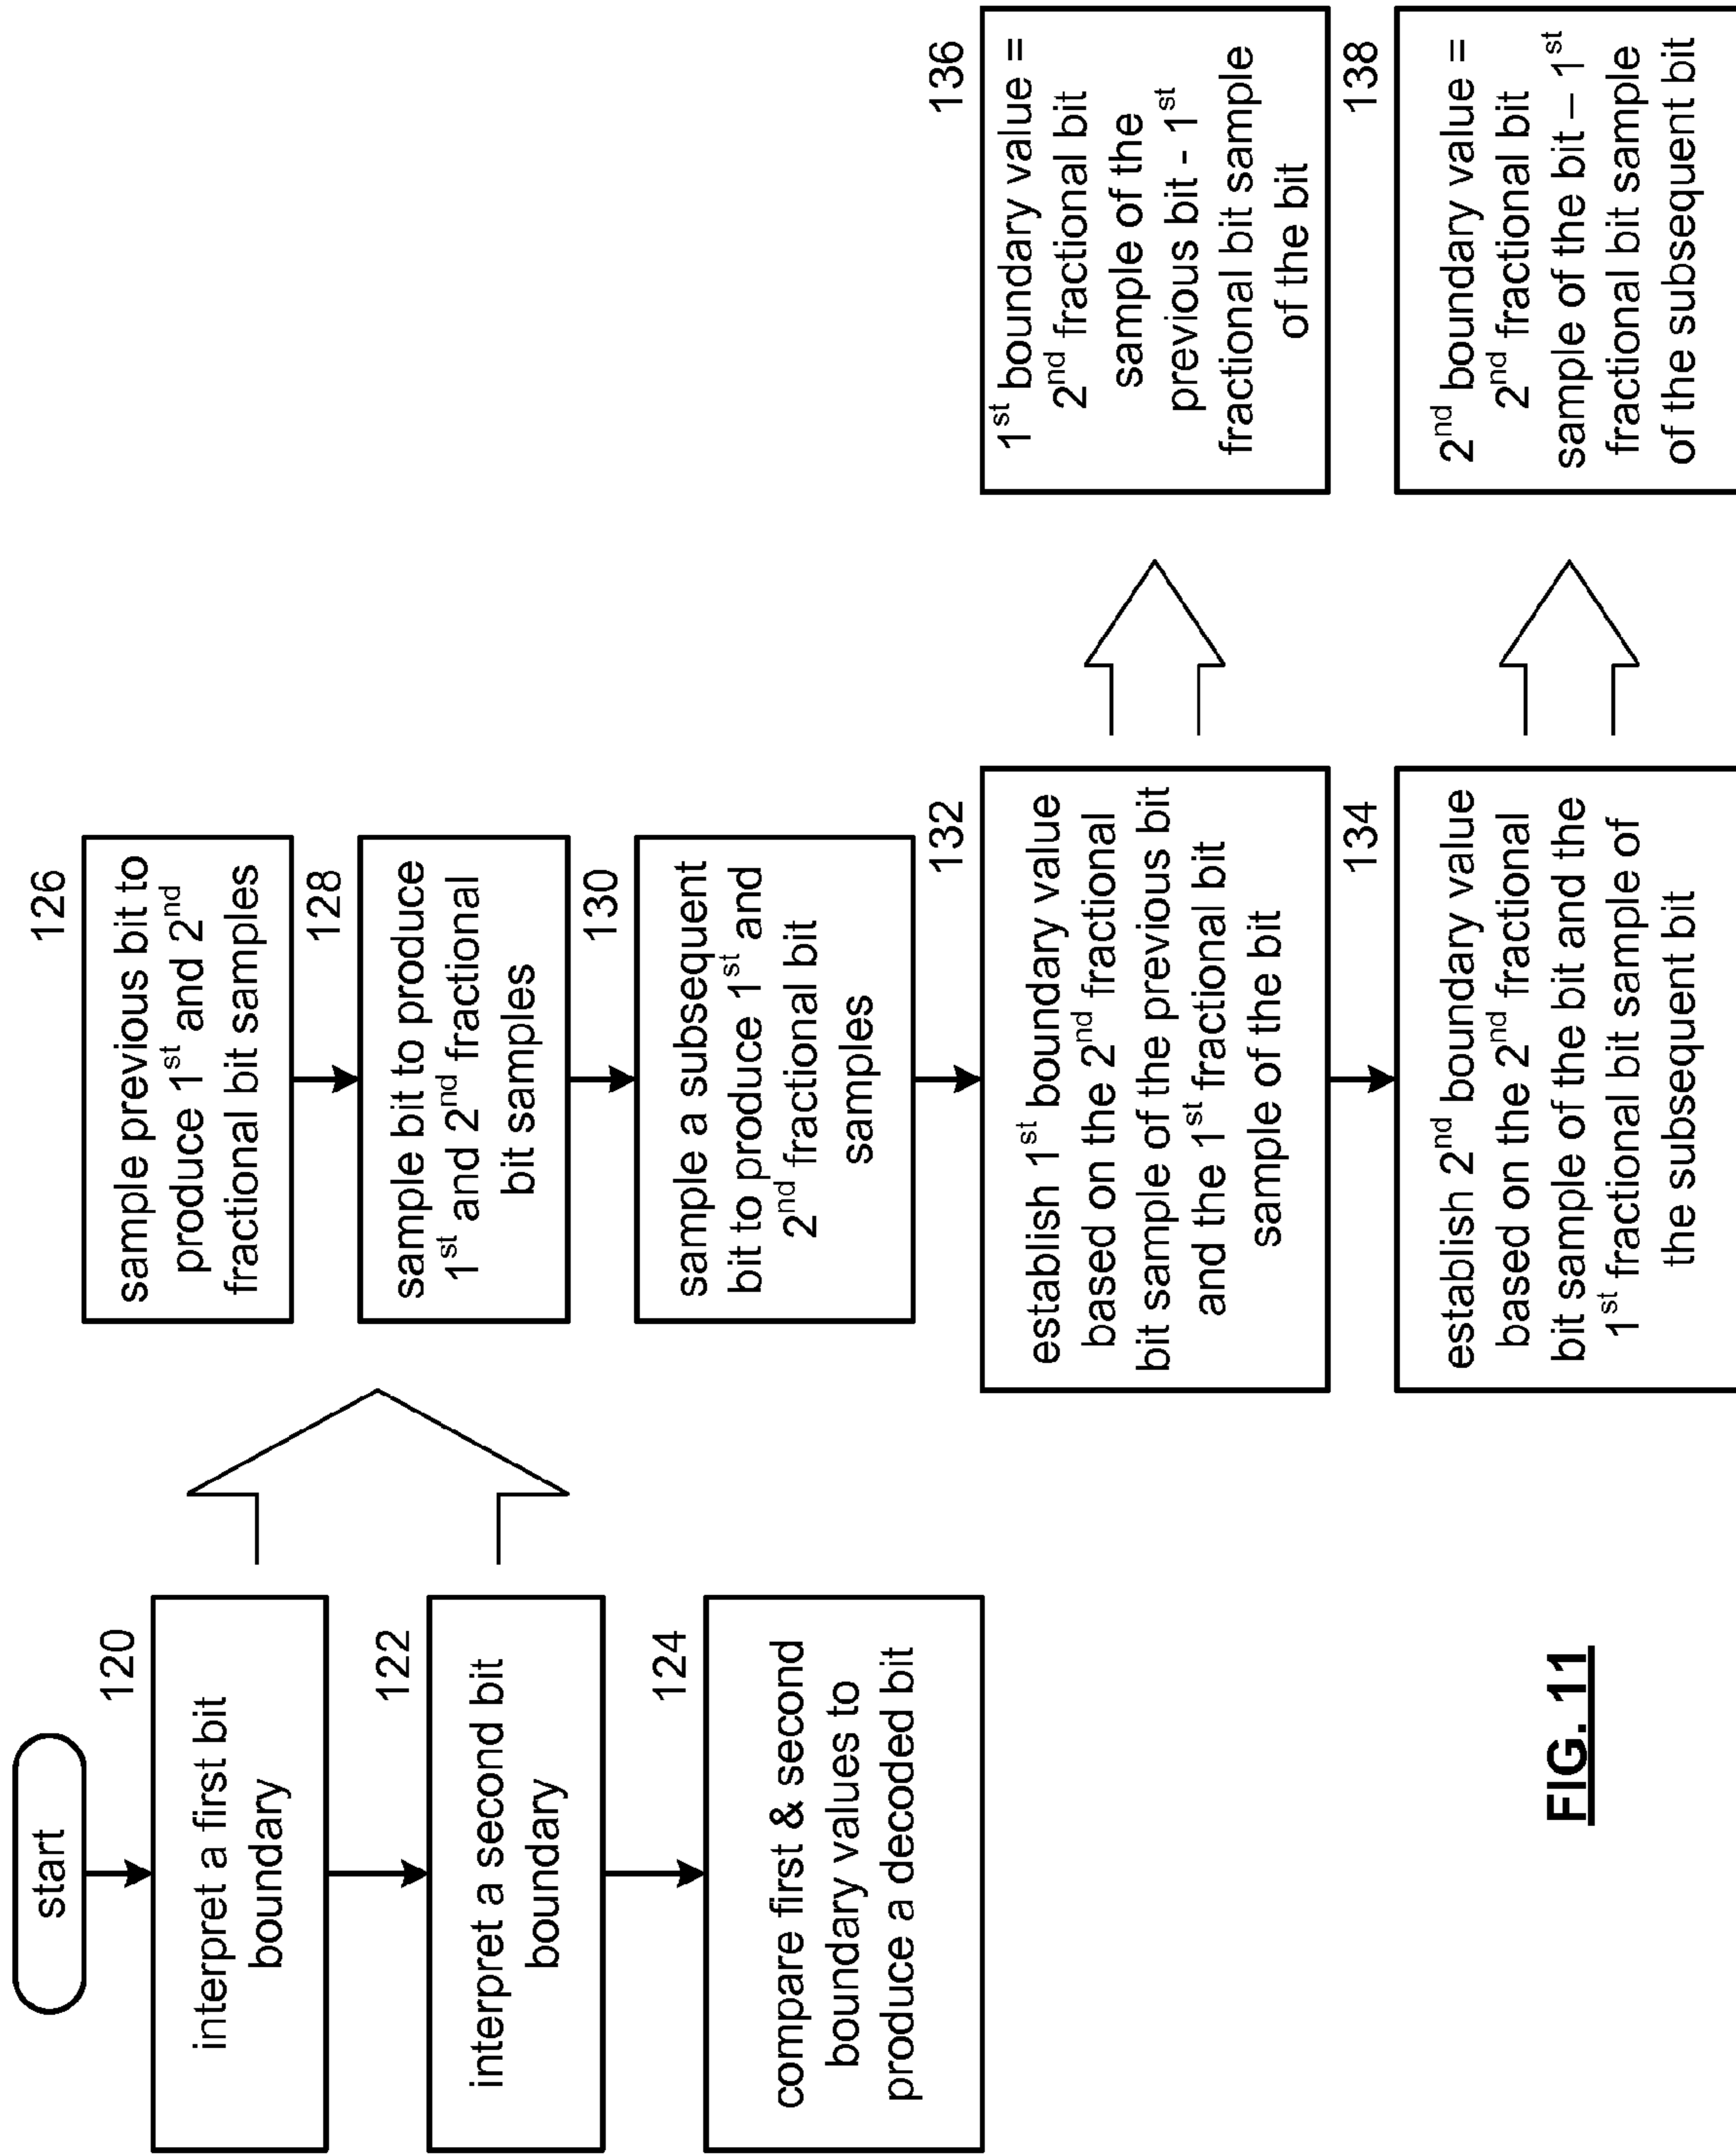 start
120
interpret a first bit
boundary
122
interpret a second bit
boundary
124
compare first & second
boundary values to
produce a decoded bit
126
sample previous bit to
produce 1st and 2nd
fractional bit samples
128
sample bit to produce
1st and 2nd fractional
bit samples
130
sample a subsequent
bit to produce 1st and
2nd fractional bit
samples
132
establish 1st boundary value
based on the 2nd fractional
bit sample of the previous bit
and the 1st fractional bit
sample of the bit
134
establish 2nd boundary value
based on the 2nd fractional
bit sample of the bit and the
1st fractional bit sample of
the subsequent bit
136
1st boundary value =
2nd fractional bit
sample of the
previous bit - 1st
fractional bit sample
of the bit
138
2nd boundary value =
2nd fractional bit
sample of the bit – 1st
fractional bit sample
of the subsequent bit
FIG. 11